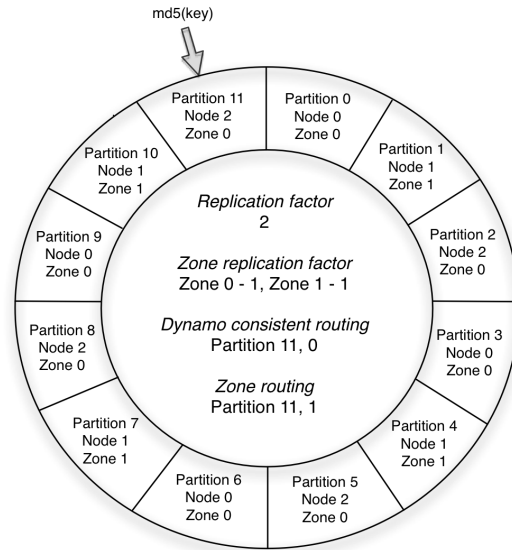 md5(key)
Partition 11
Node 2
Zone 0
Partition 0
Node 0
Zone 0
Partition 1
Node 1
Zone 1
Partition 2
Node 2
Zone 0
Partition 3
Node 0
Zone 0
Partition 4
Node 1
Zone 1
Partition 5
Node 2
Zone 0
Partition 6
Node 0
Zone 0
Partition 7
Node 1
Zone 1
Partition 8
Node 2
Zone 0
Partition 9
Node 0
Zone 0
Partition 10
Node 1
Zone 1
Replication factor
2
Zone replication factor
Zone 0 - 1, Zone 1 - 1
Dynamo consistent routing
Partition 11, 0
Zone routing
Partition 11, 1